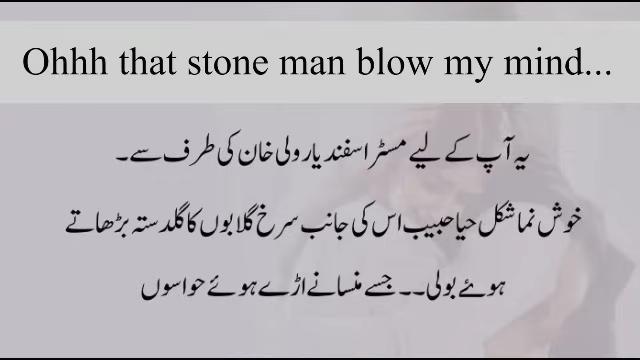 Ohhh that stone man blow my mind...
یہ آپ کے لیے مسٹر اسفند یار ولی خان کی طرف سے۔
خوش نما شکل حیا حبیب اس کی جانب سرخ گلابوں کا گلدستہ بڑھاتے
ہوئے بولی۔۔ جسے منسا نے اڑے ہوئے حواسوں